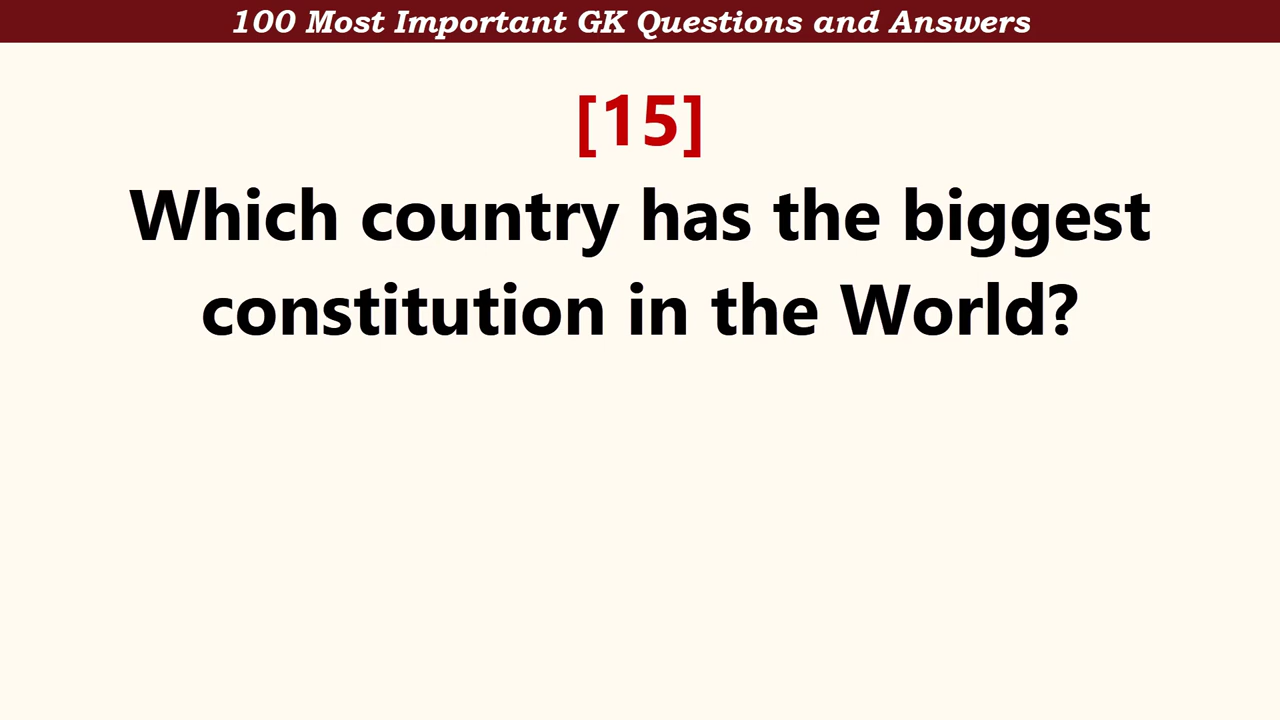 100 Most Important GK Questions and Answers
[15]
Which country has the biggest
constitution in the World?